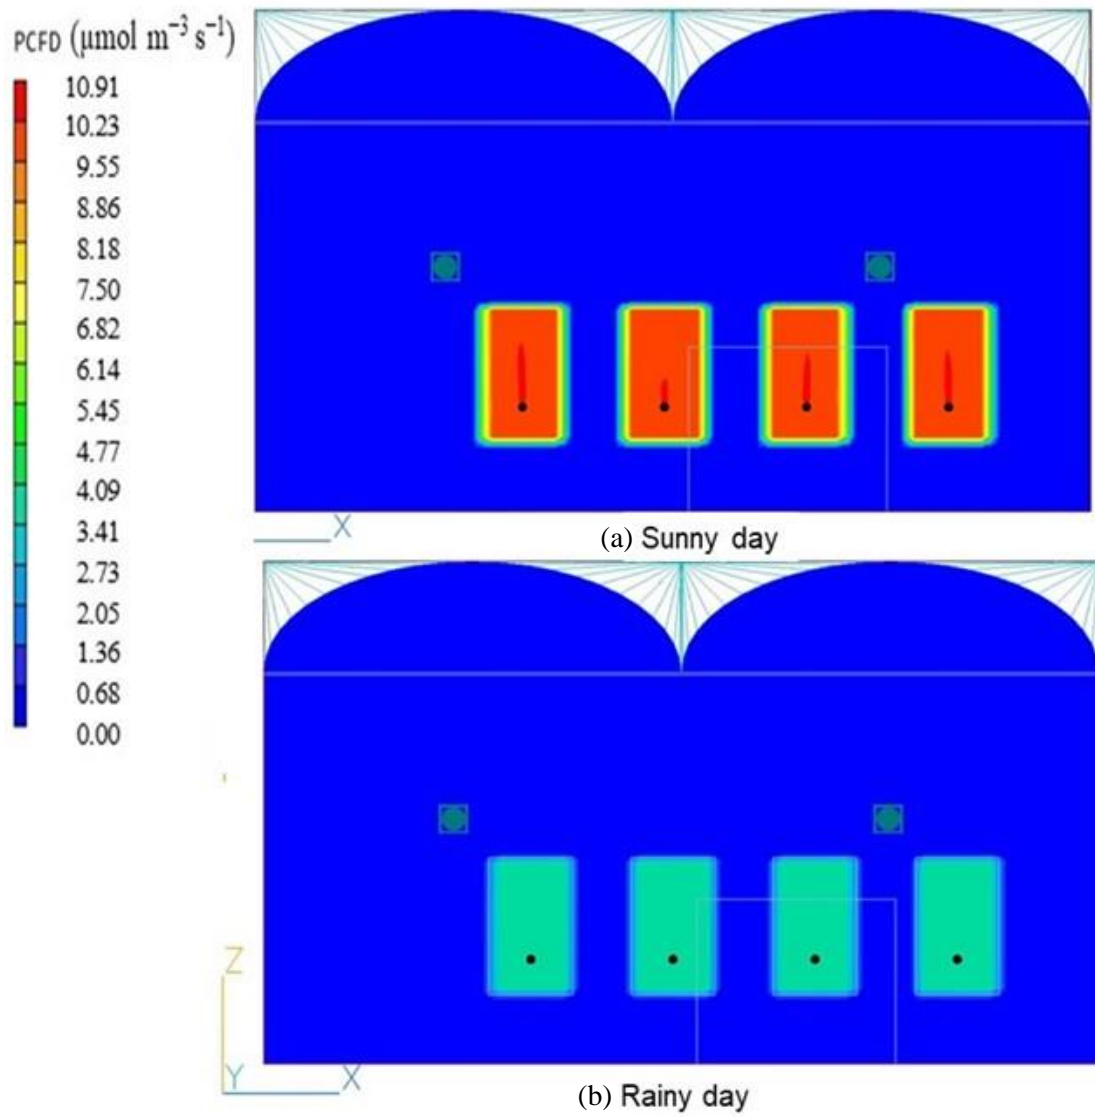 PCFD (μmol m⁻³ s⁻¹)
10.91
10.23
9.55
8.86
8.18
7.50
6.82
6.14
5.45
4.77
4.09
3.41
2.73
2.05
1.36
0.68
0.00
X
(a) Sunny day
Z
Y
X
(b) Rainy day